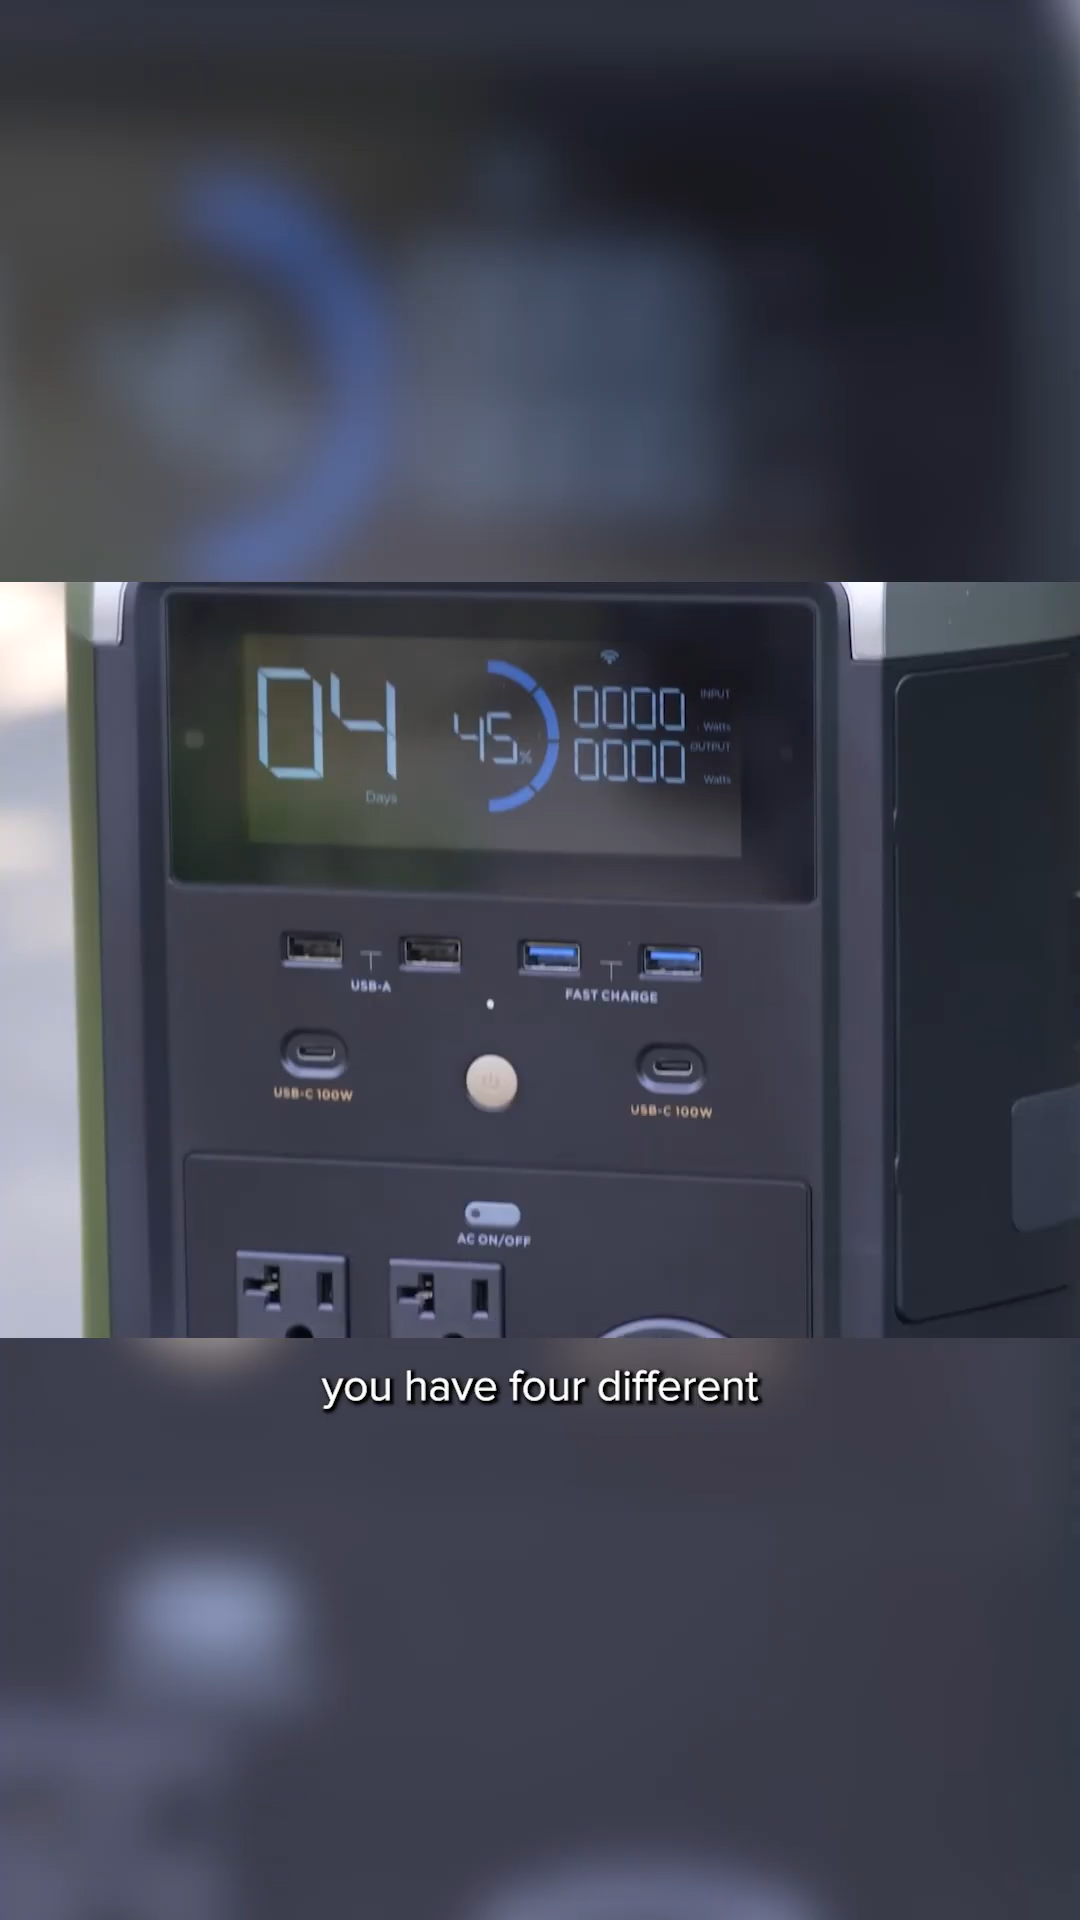 04
Days
45%
0000 INPUT
Watts
0000 OUTPUT
Watts
USB-A
FAST CHARGE
USB-C 100W
USB-C 100W
AC ON/OFF
you have four different